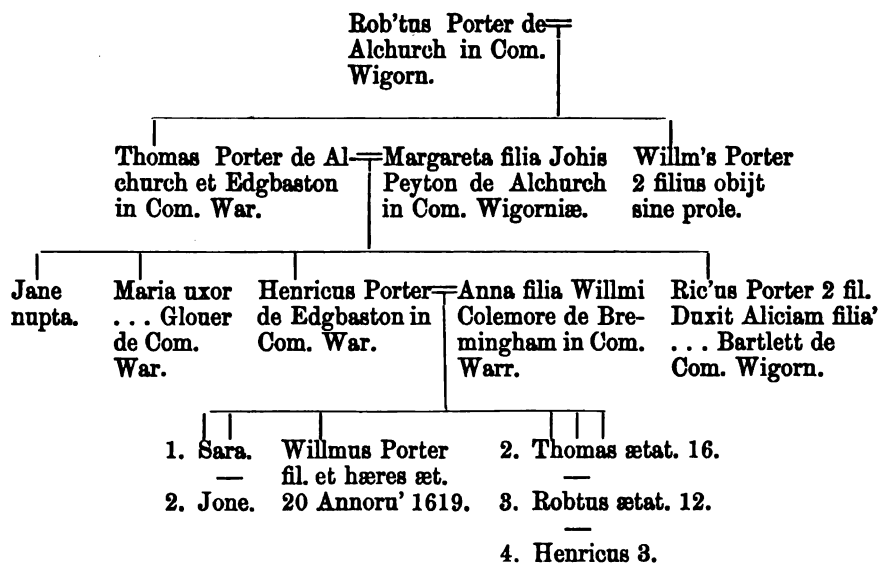 Rob'tus Porter de
Alchurch in Com.
Wigorn.
Thomas Porter de Al-
church et Edgbaston
in Com. War.
Margareta filia Johis
Peyton de Alchurch
in Com. Wigorniæ.
Willm's Porter
2 filius obijt
sine prole.
Jane
nupta.
Maria uxor
... Glouer
de Com.
War.
Henricus Porter
de Edgbaston in
Com. War.
Anna filia Willmi
Colemore de Bre-
mingham in Com.
Warr.
Ric'us Porter 2 fil.
Duxit Aliciam filia'
... Bartlett de
Com. Wigorn.
1. Sara.
2. Jone.
Willmus Porter
fil. et hæres æt.
20 Annoru' 1619.
2. Thomas ætat. 16.
3. Robtus ætat. 12.
4. Henricus 3.